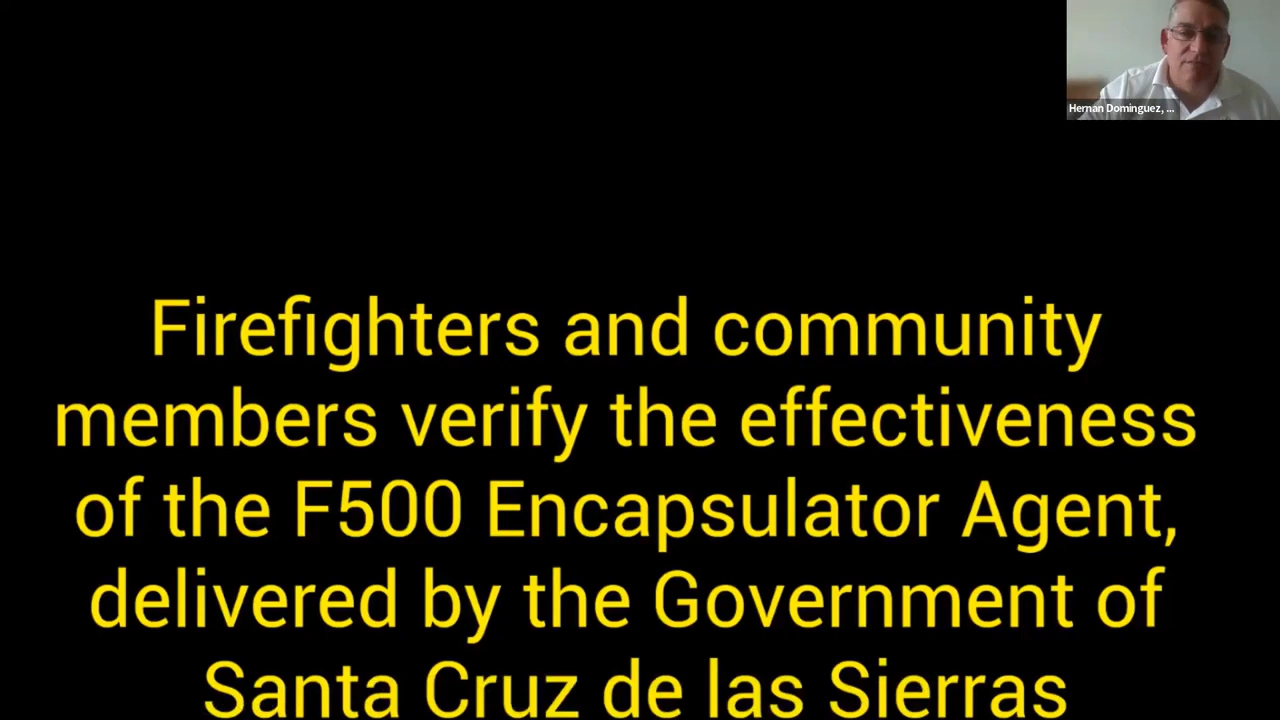 Hernan Dominguez, ...
Firefighters and community
members verify the effectiveness
of the F500 Encapsulator Agent,
delivered by the Government of
Santa Cruz de las Sierras